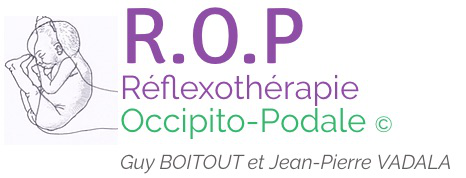 R.O.P
Réflexothérapie
Occipito-Podale ©
Guy BOITOUT et Jean-Pierre VADALA